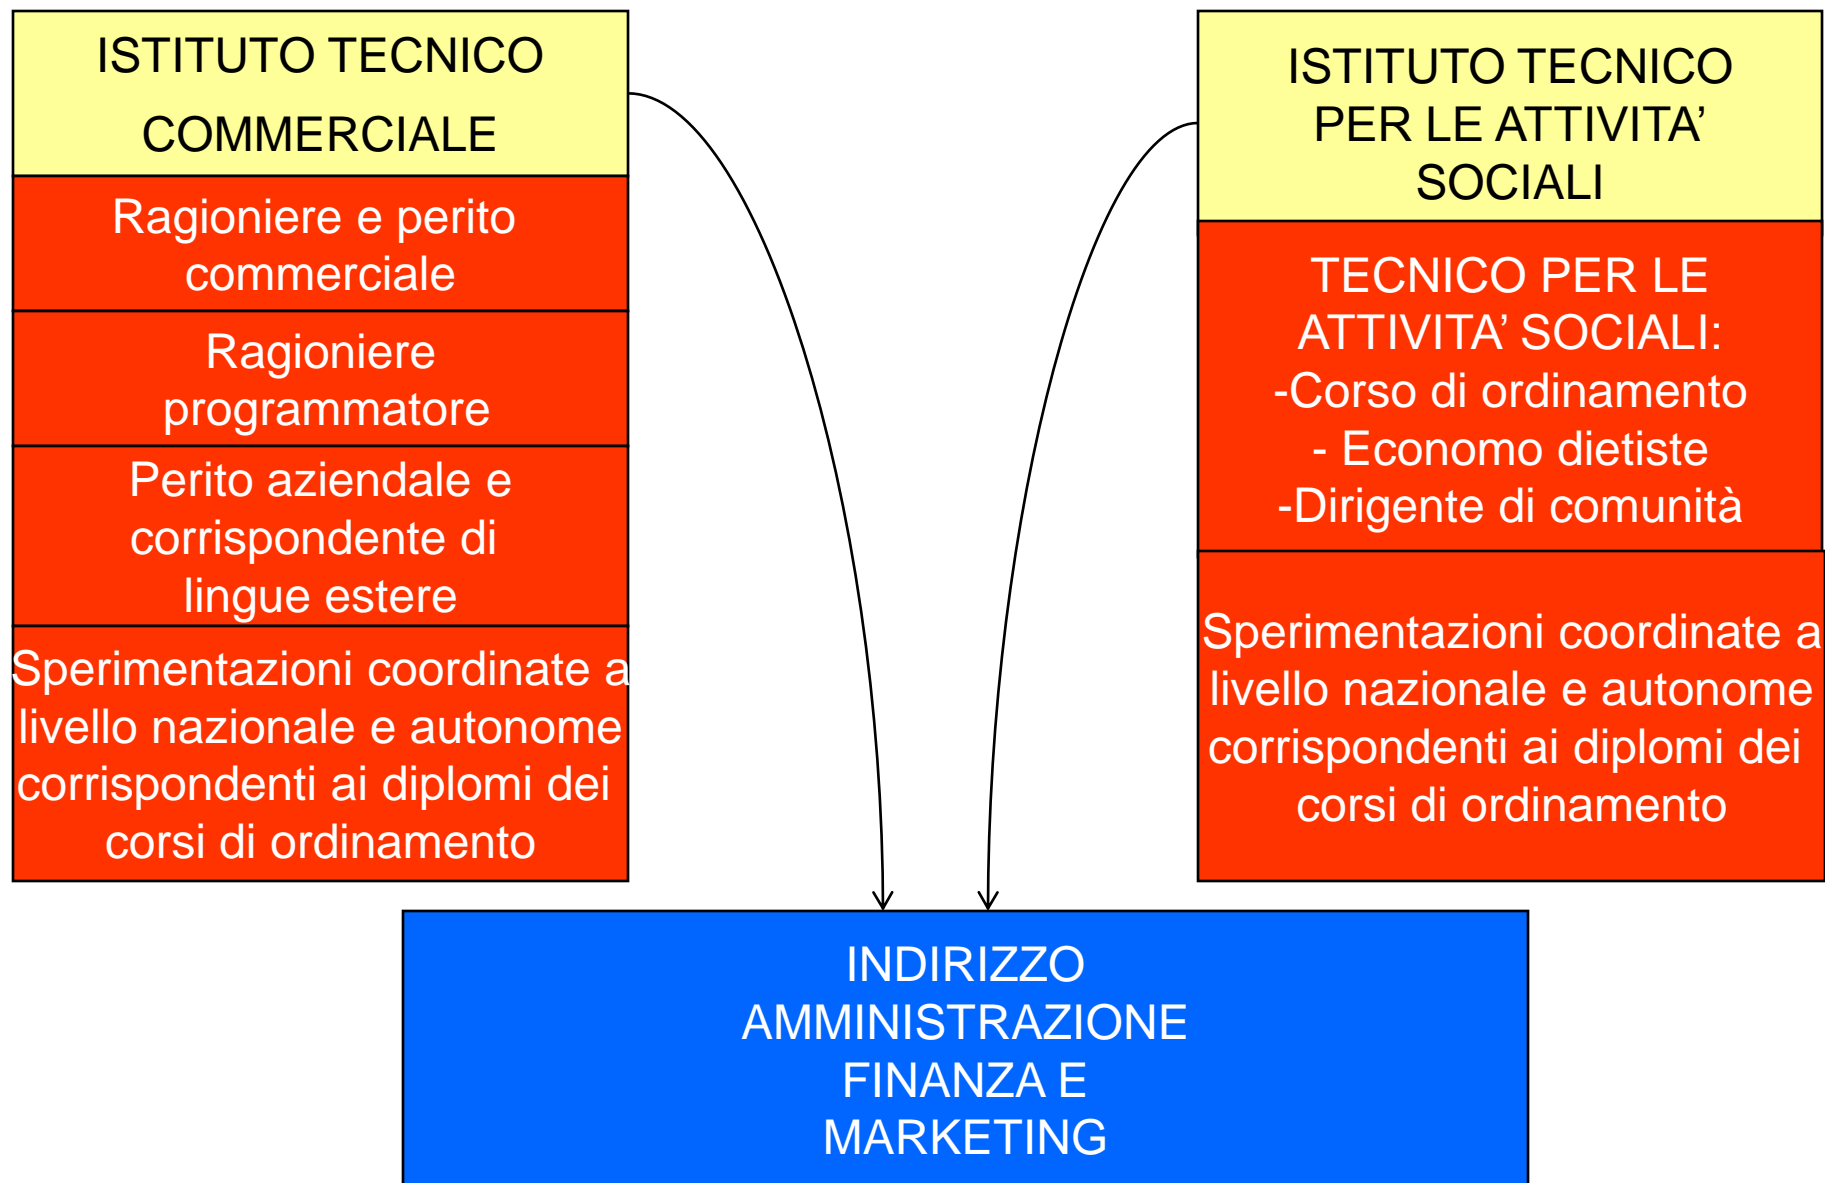 ISTITUTO TECNICO
COMMERCIALE
Ragioniere e perito
commerciale
Ragioniere
programmatore
Perito aziendale e
corrispondente di
lingue estere
Sperimentazioni coordinate a
livello nazionale e autonome
corrispondenti ai diplomi dei
corsi di ordinamento
ISTITUTO TECNICO
PER LE ATTIVITA’
SOCIALI
TECNICO PER LE
ATTIVITA’ SOCIALI:
-Corso di ordinamento
- Economo dietiste
-Dirigente di comunità
Sperimentazioni coordinate a
livello nazionale e autonome
corrispondenti ai diplomi dei
corsi di ordinamento
INDIRIZZO
AMMINISTRAZIONE
FINANZA E
MARKETING